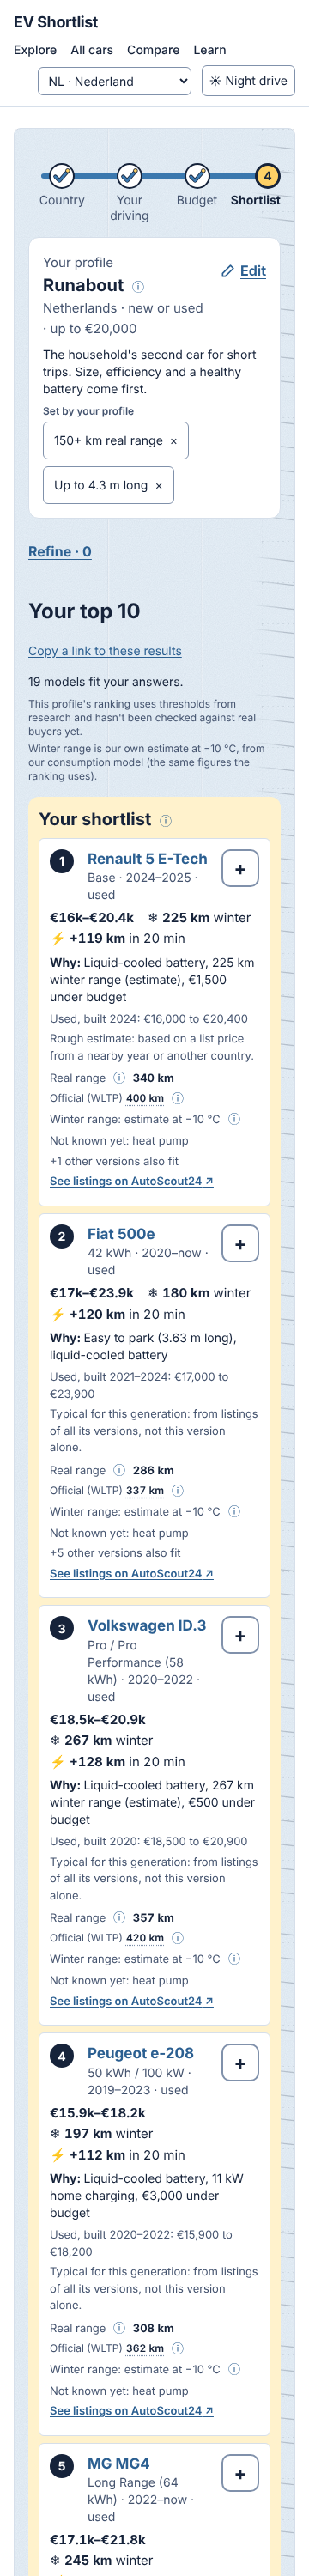 EV Shortlist
Explore All cars Compare Learn
NL · Nederland Night drive
4
Country Your Budget Shortlist
driving
Your profile
Runabout Edit
Netherlands · new or used
· up to €20,000
The household's second car for short
trips. Size, efficiency and a healthy
battery come first.
Set by your profile
150+ km real range ×
Up to 4.3 m long ×
Refine · 0
Your top 10
Copy a link to these results
19 models fit your answers.
This profile's ranking uses thresholds from
research and hasn't been checked against real
buyers yet.
Winter range is our own estimate at −10 °C, from
our consumption model (the same figures the
ranking uses).
Your shortlist
1 Renault 5 E-Tech +
Base · 2024–2025 ·
used
€16k–€20.4k 225 km winter
+119 km in 20 min
Why: Liquid-cooled battery, 225 km
winter range (estimate), €1,500
under budget
Used, built 2024: €16,000 to €20,400
Rough estimate: based on a list price
from a nearby year or another country.
Real range 340 km
Official (WLTP) 400 km
Winter range: estimate at −10 °C
Not known yet: heat pump
+1 other versions also fit
See listings on AutoScout24 ↗
2 Fiat 500e +
42 kWh · 2020–now ·
used
€17k–€23.9k 180 km winter
+120 km in 20 min
Why: Easy to park (3.63 m long),
liquid-cooled battery
Used, built 2021–2024: €17,000 to
€23,900
Typical for this generation: from listings
of all its versions, not this version
alone.
Real range 286 km
Official (WLTP) 337 km
Winter range: estimate at −10 °C
Not known yet: heat pump
+5 other versions also fit
See listings on AutoScout24 ↗
3 Volkswagen ID.3 +
Pro / Pro
Performance (58
kWh) · 2020–2022 ·
used
€18.5k–€20.9k
267 km winter
+128 km in 20 min
Why: Liquid-cooled battery, 267 km
winter range (estimate), €500 under
budget
Used, built 2020: €18,500 to €20,900
Typical for this generation: from listings
of all its versions, not this version
alone.
Real range 357 km
Official (WLTP) 420 km
Winter range: estimate at −10 °C
Not known yet: heat pump
See listings on AutoScout24 ↗
4 Peugeot e-208 +
50 kWh / 100 kW ·
2019–2023 · used
€15.9k–€18.2k
197 km winter
+112 km in 20 min
Why: Liquid-cooled battery, 11 kW
home charging, €3,000 under
budget
Used, built 2020–2022: €15,900 to
€18,200
Typical for this generation: from listings
of all its versions, not this version
alone.
Real range 308 km
Official (WLTP) 362 km
Winter range: estimate at −10 °C
Not known yet: heat pump
See listings on AutoScout24 ↗
5 MG MG4 +
Long Range (64
kWh) · 2022–now ·
used
€17.1k–€21.8k
245 km winter